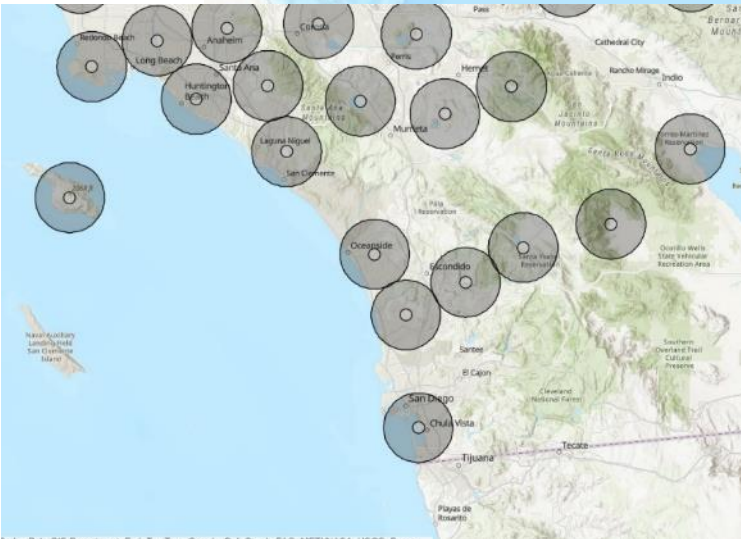 Pass
Redondo Beach
Anaheim
Corona
Cathedral City
Long Beach
Perris
Santa Ana
Hemet
Rancho Mirage
Indio
Huntington
Beach
Santa Ana
Mountains
Murrieta
Jacinto
Mountains
Torres-Martinez
Reservation
Laguna Niguel
Santa Rosa Mountains
San Clemente
Pala
Reservation
Oceanside
Escondido
Santa Ysabel
Reservation
Ocotillo Wells
State Vehicular
Recreation Area
Naval Auxiliary
Landing Field
San Clemente
Island
Santee
Southern
Overland Trail
Cultural
Preserve
El Cajon
Cleveland
National Forest
San Diego
Chula Vista
Tecate
Tijuana
Playas de
Rosarito